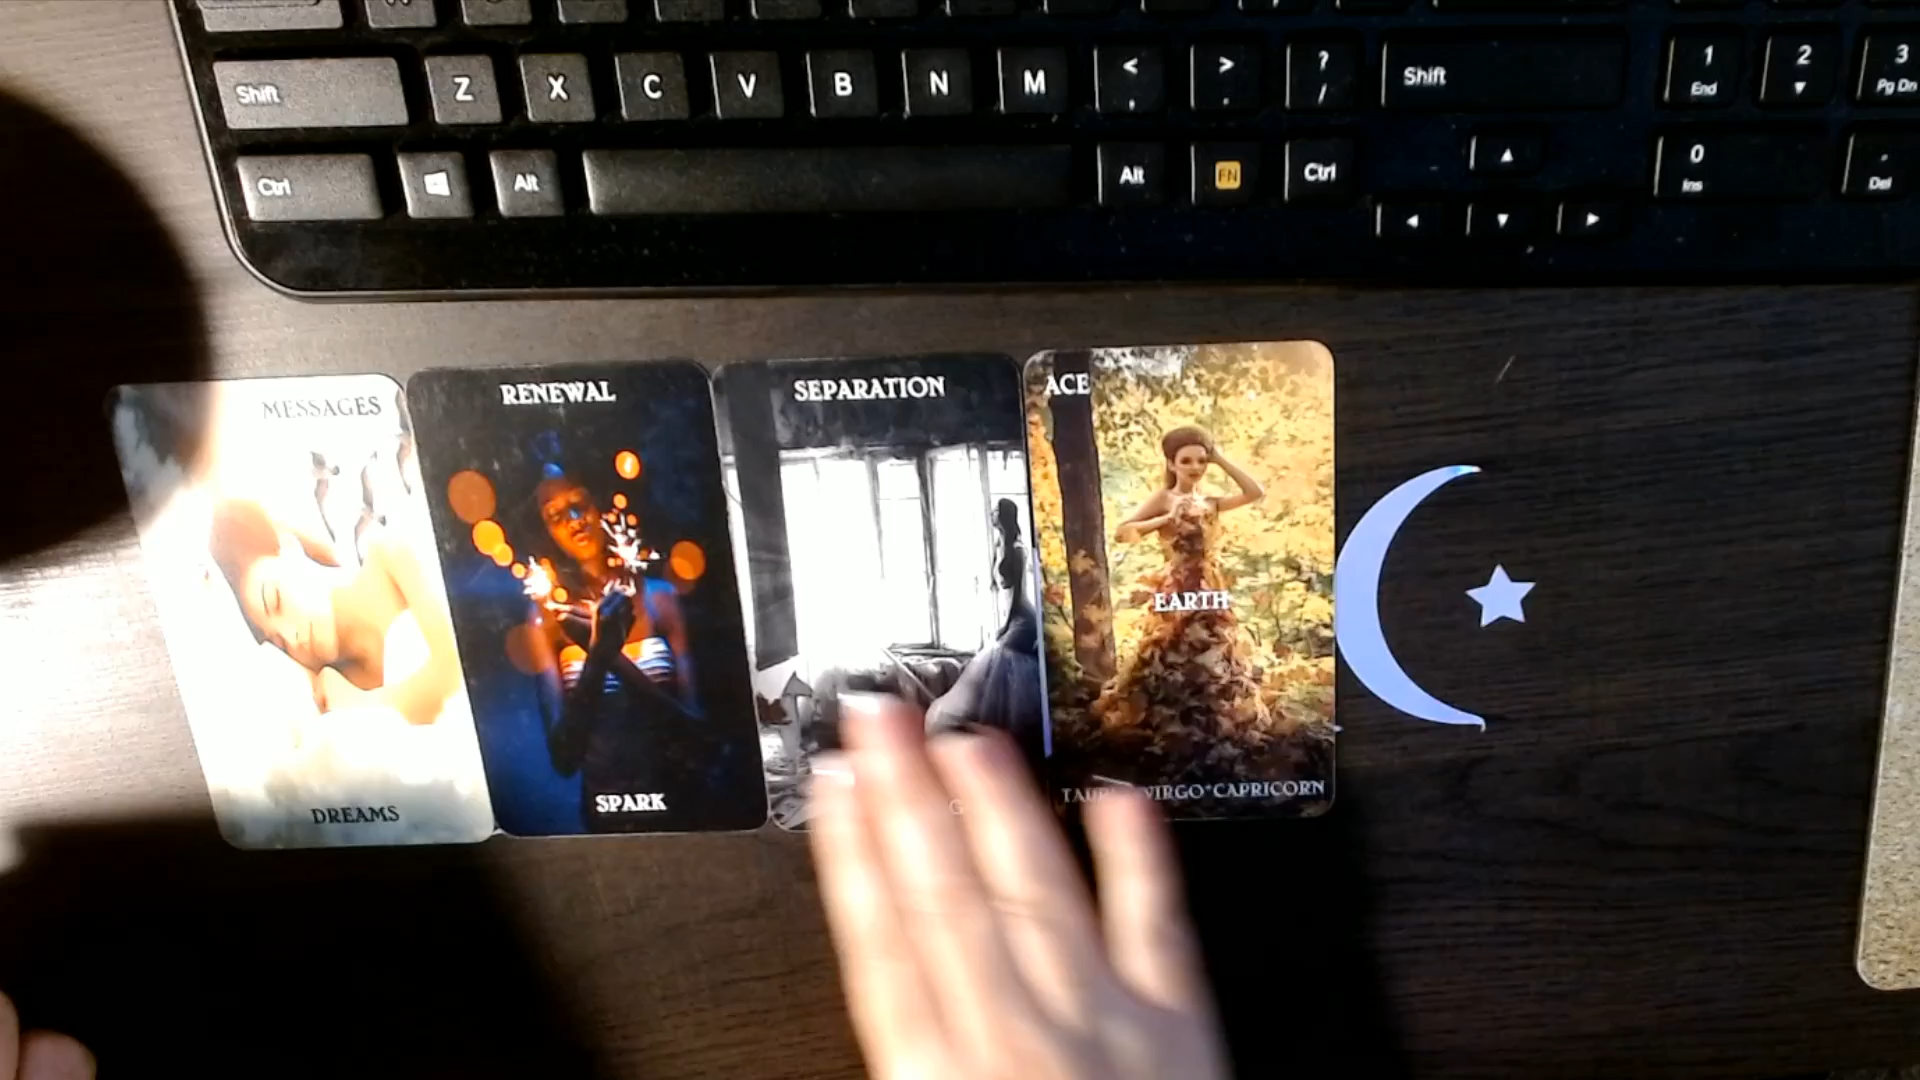 Shift Z X C V B N M < , > . ? / Shift 1 End 2 3 Pg Dn
Ctrl Alt Alt FN Ctrl 0 Ins . Del
MESSAGES
DREAMS
RENEWAL
SPARK
SEPARATION
ACE
EARTH
VIRGO*CAPRICORN